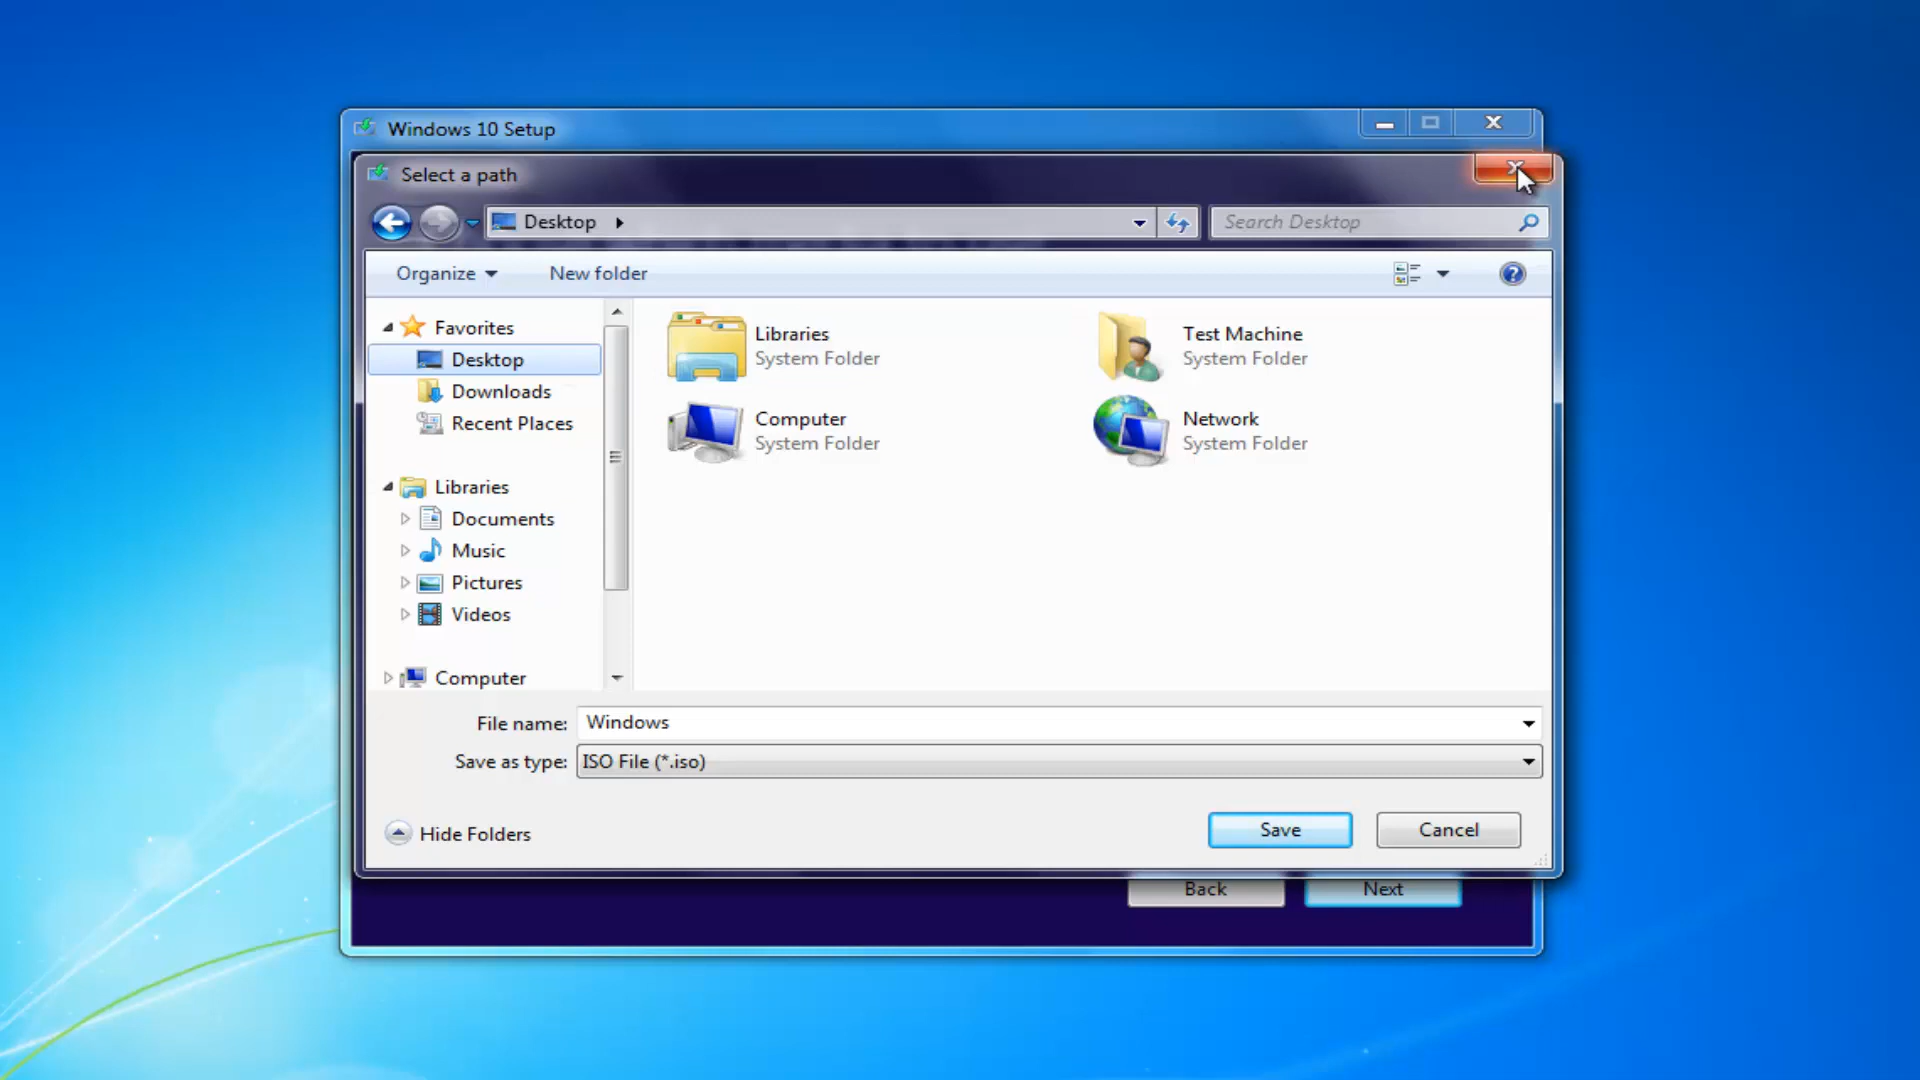 Windows 10 Setup
Select a path
Desktop
Search Desktop
Organize
New folder
Favorites
Desktop
Downloads
Recent Places
Libraries
Documents
Music
Pictures
Videos
Computer
Libraries
System Folder
Test Machine
System Folder
Computer
System Folder
Network
System Folder
File name: Windows
Save as type: ISO File (*.iso)
Hide Folders
Save
Cancel
Back
Next